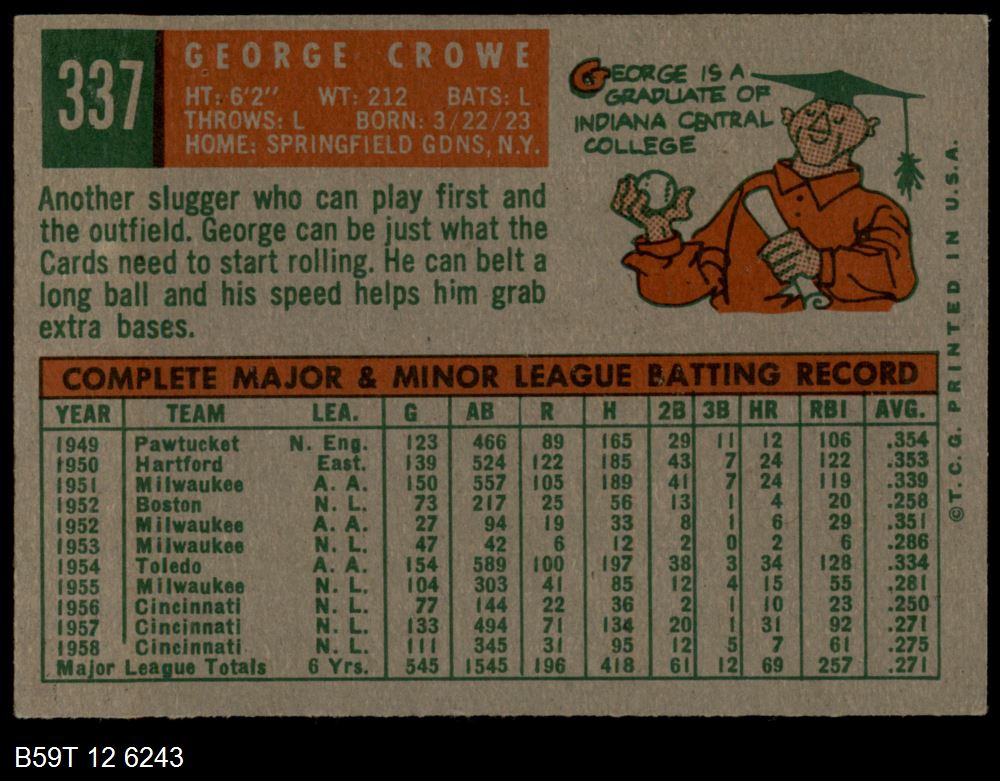 337
GEORGE CROWE
HT: 6'2" WT: 212 BATS: L
THROWS: L BORN: 3/22/23
HOME: SPRINGFIELD GDNS, N.Y.
GEORGE IS A
GRADUATE OF
INDIANA CENTRAL
COLLEGE
Another slugger who can play first and
the outfield. George can be just what the
Cards need to start rolling. He can belt a
long ball and his speed helps him grab
extra bases.
COMPLETE MAJOR & MINOR LEAGUE BATTING RECORD
YEAR TEAM LEA. G AB R H 2B 3B HR RBI AVG.
1949 Pawtucket N. Eng. 123 466 89 165 29 11 12 106 .354
1950 Hartford East. 139 524 122 185 43 7 24 122 .353
1951 Milwaukee A. A. 150 557 105 189 41 7 24 119 .339
1952 Boston N. L. 73 217 25 56 13 1 4 20 .258
1952 Milwaukee A. A. 27 94 19 33 8 1 6 29 .351
1953 Milwaukee N. L. 47 42 6 12 2 0 2 6 .286
1954 Toledo A. A. 154 589 100 197 38 3 34 128 .334
1955 Milwaukee N. L. 104 303 41 85 12 4 15 55 .281
1956 Cincinnati N. L. 77 144 22 36 2 1 10 23 .250
1957 Cincinnati N. L. 133 494 71 134 20 1 31 92 .271
1958 Cincinnati N. L. 111 345 31 95 12 5 7 61 .275
Major League Totals 6 Yrs. 545 1545 196 418 61 12 69 257 .271
©T.C.G. PRINTED IN U.S.A.
B59T 12 6243